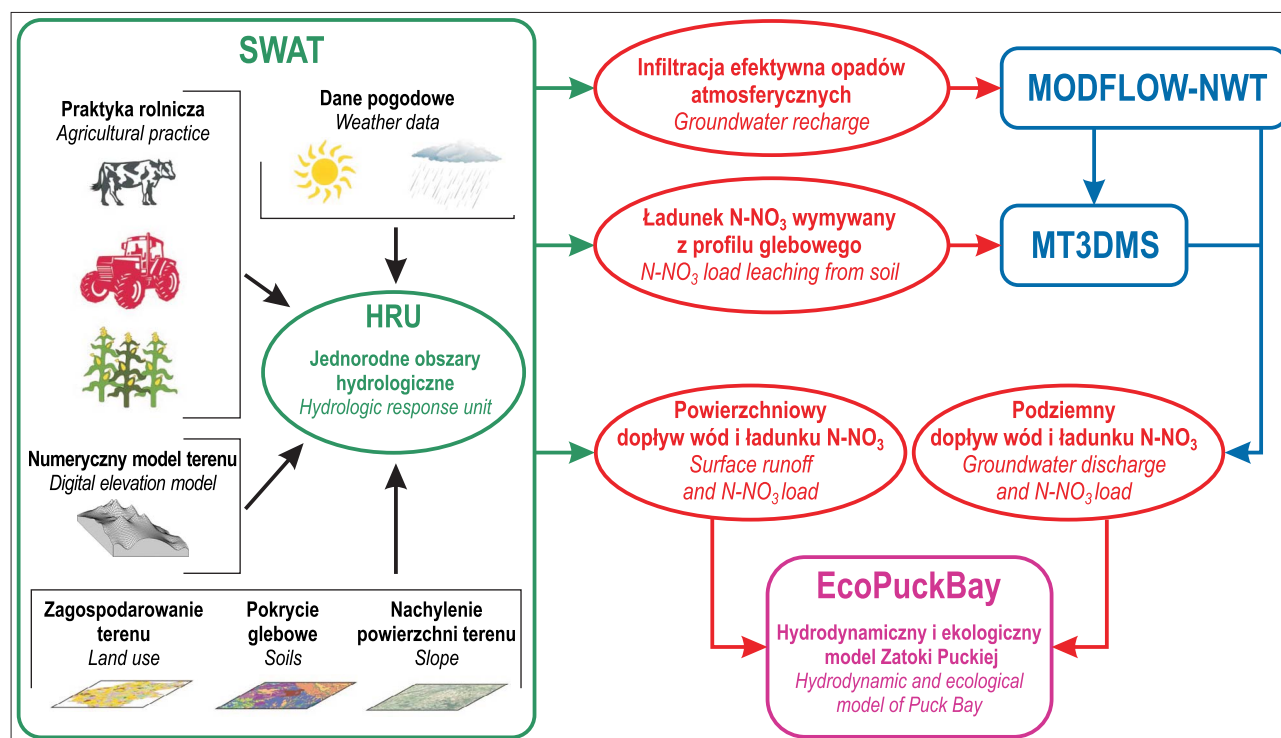 SWAT
Praktyka rolnicza
Agricultural practice
Dane pogodowe
Weather data
HRU
Jednorodne obszary
hydrologiczne
Hydrologic response unit
Numeryczny model terenu
Digital elevation model
Zagospodarowanie
terenu
Land use
Pokrycie
glebowe
Soils
Nachylenie
powierzchni terenu
Slope
Infiltracja efektywna opadów
atmosferycznych
Groundwater recharge
MODFLOW-NWT
Ładunek N-NO₃ wymywany
z profilu glebowego
N-NO₃ load leaching from soil
MT3DMS
Powierzchniowy
dopływ wód i ładunku N-NO₃
Surface runoff
and N-NO₃ load
Podziemny
dopływ wód i ładunku N-NO₃
Groundwater discharge
and N-NO₃ load
EcoPuckBay
Hydrodynamiczny i ekologiczny
model Zatoki Puckiej
Hydrodynamic and ecological
model of Puck Bay